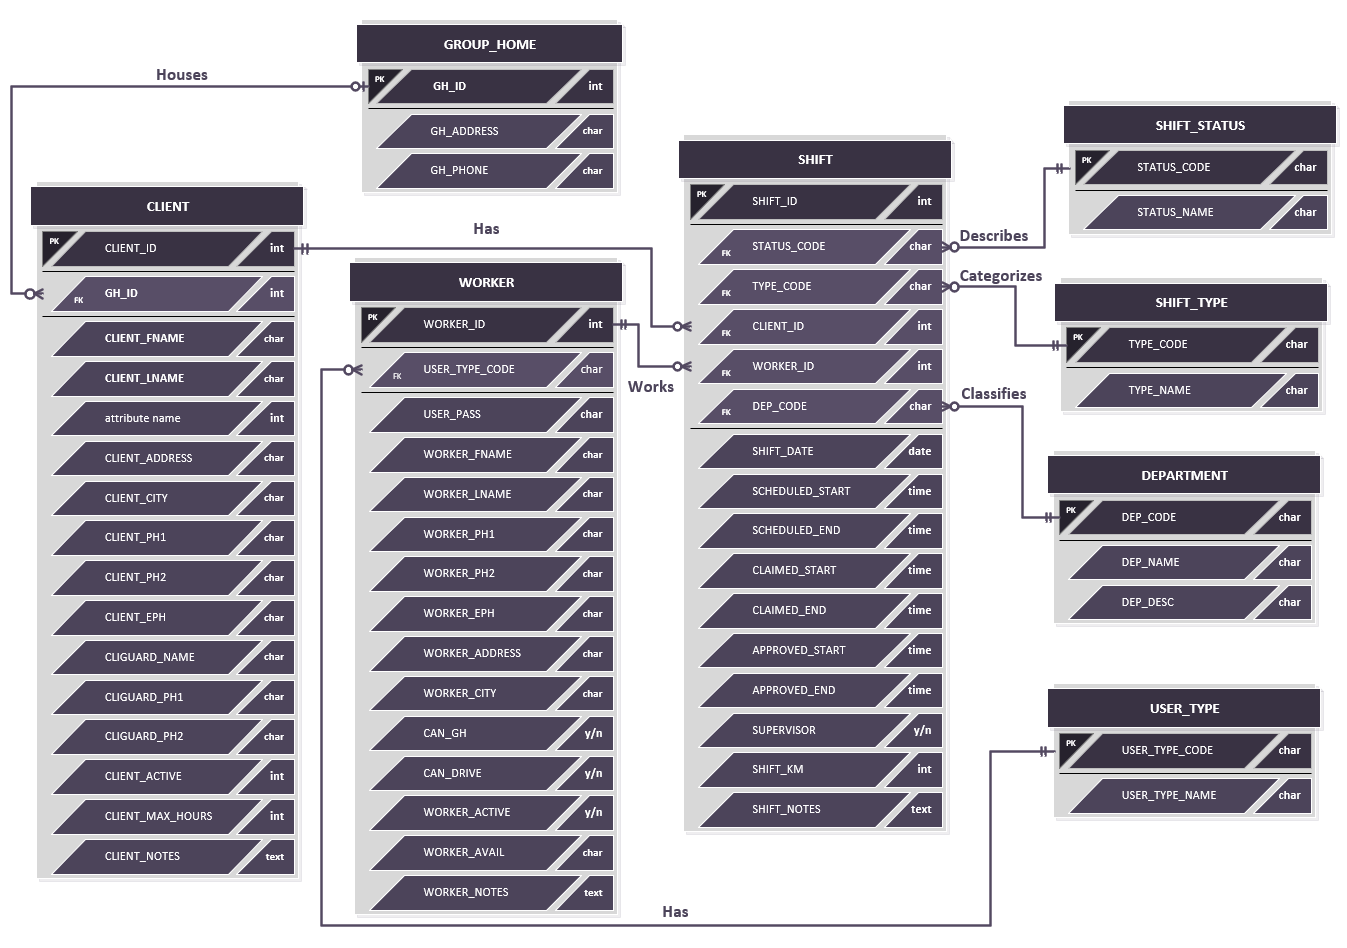 GROUP_HOME
PK GH_ID int
GH_ADDRESS char
GH_PHONE char
Houses
CLIENT
PK CLIENT_ID int
FK GH_ID int
CLIENT_FNAME char
CLIENT_LNAME char
attribute name int
CLIENT_ADDRESS char
CLIENT_CITY char
CLIENT_PH1 char
CLIENT_PH2 char
CLIENT_EPH char
CLIGUARD_NAME char
CLIGUARD_PH1 char
CLIGUARD_PH2 char
CLIENT_ACTIVE int
CLIENT_MAX_HOURS int
CLIENT_NOTES text
Has
WORKER
PK WORKER_ID int
FK USER_TYPE_CODE char
USER_PASS char
WORKER_FNAME char
WORKER_LNAME char
WORKER_PH1 char
WORKER_PH2 char
WORKER_EPH char
WORKER_ADDRESS char
WORKER_CITY char
CAN_GH y/n
CAN_DRIVE y/n
WORKER_ACTIVE y/n
WORKER_AVAIL char
WORKER_NOTES text
Works
SHIFT
PK SHIFT_ID int
FK STATUS_CODE char
FK TYPE_CODE char
FK CLIENT_ID int
FK WORKER_ID int
FK DEP_CODE char
SHIFT_DATE date
SCHEDULED_START time
SCHEDULED_END time
CLAIMED_START time
CLAIMED_END time
APPROVED_START time
APPROVED_END time
SUPERVISOR y/n
SHIFT_KM int
SHIFT_NOTES text
Describes
Categorizes
Classifies
SHIFT_STATUS
PK STATUS_CODE char
STATUS_NAME char
SHIFT_TYPE
PK TYPE_CODE char
TYPE_NAME char
DEPARTMENT
PK DEP_CODE char
DEP_NAME char
DEP_DESC char
USER_TYPE
PK USER_TYPE_CODE char
USER_TYPE_NAME char
Has